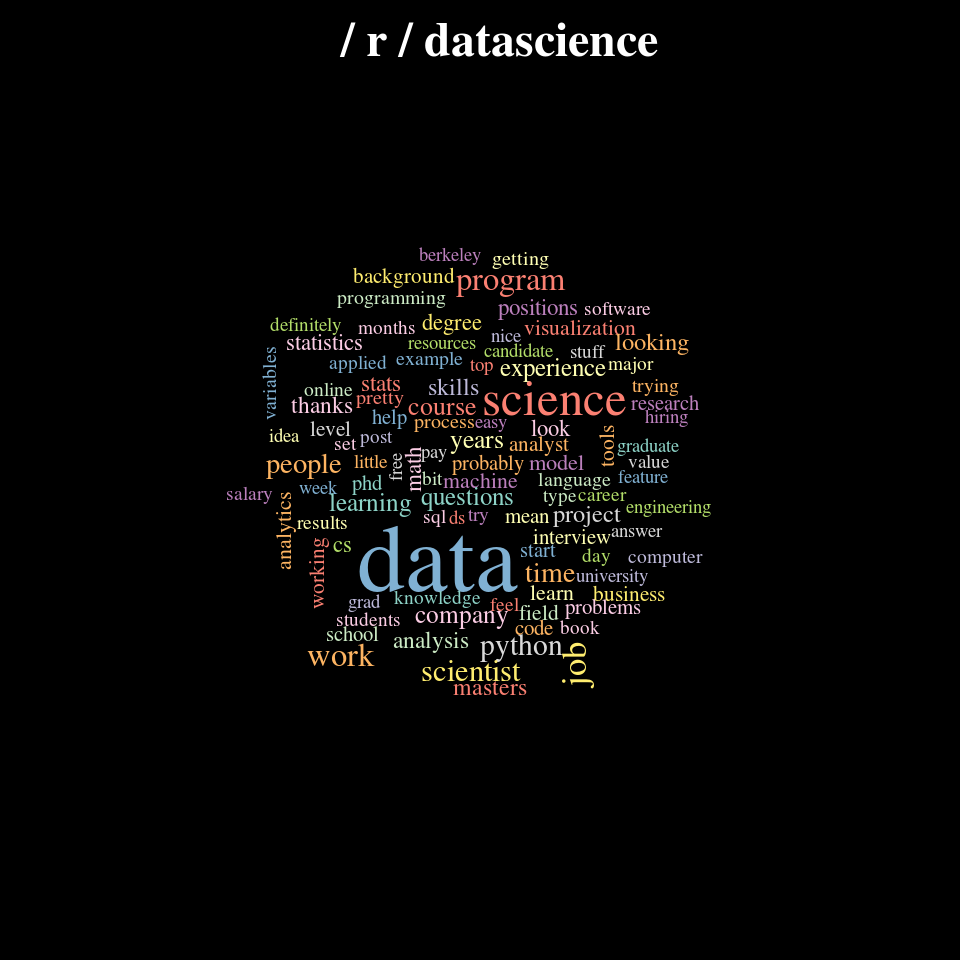 / r / datascience
berkeley
getting
background
program
programming
positions
software
definitely
months
degree
visualization
statistics
resources
nice
looking
candidate
stuff
applied
example
top
experience
major
variables
online
stats
skills
science
trying
thanks
pretty
course
research
help
process
easy
hiring
idea
level
set
post
look
years
analyst
tools
graduate
people
little
free
math
pay
probably
model
value
salary
week
phd
bit
machine
language
feature
analytics
learning
questions
type
career
engineering
results
sql
ds
try
mean
project
answer
working
cs
data
interview
start
day
computer
time
university
grad
knowledge
feel
learn
business
students
company
field
problems
school
analysis
code
book
work
python
job
scientist
masters